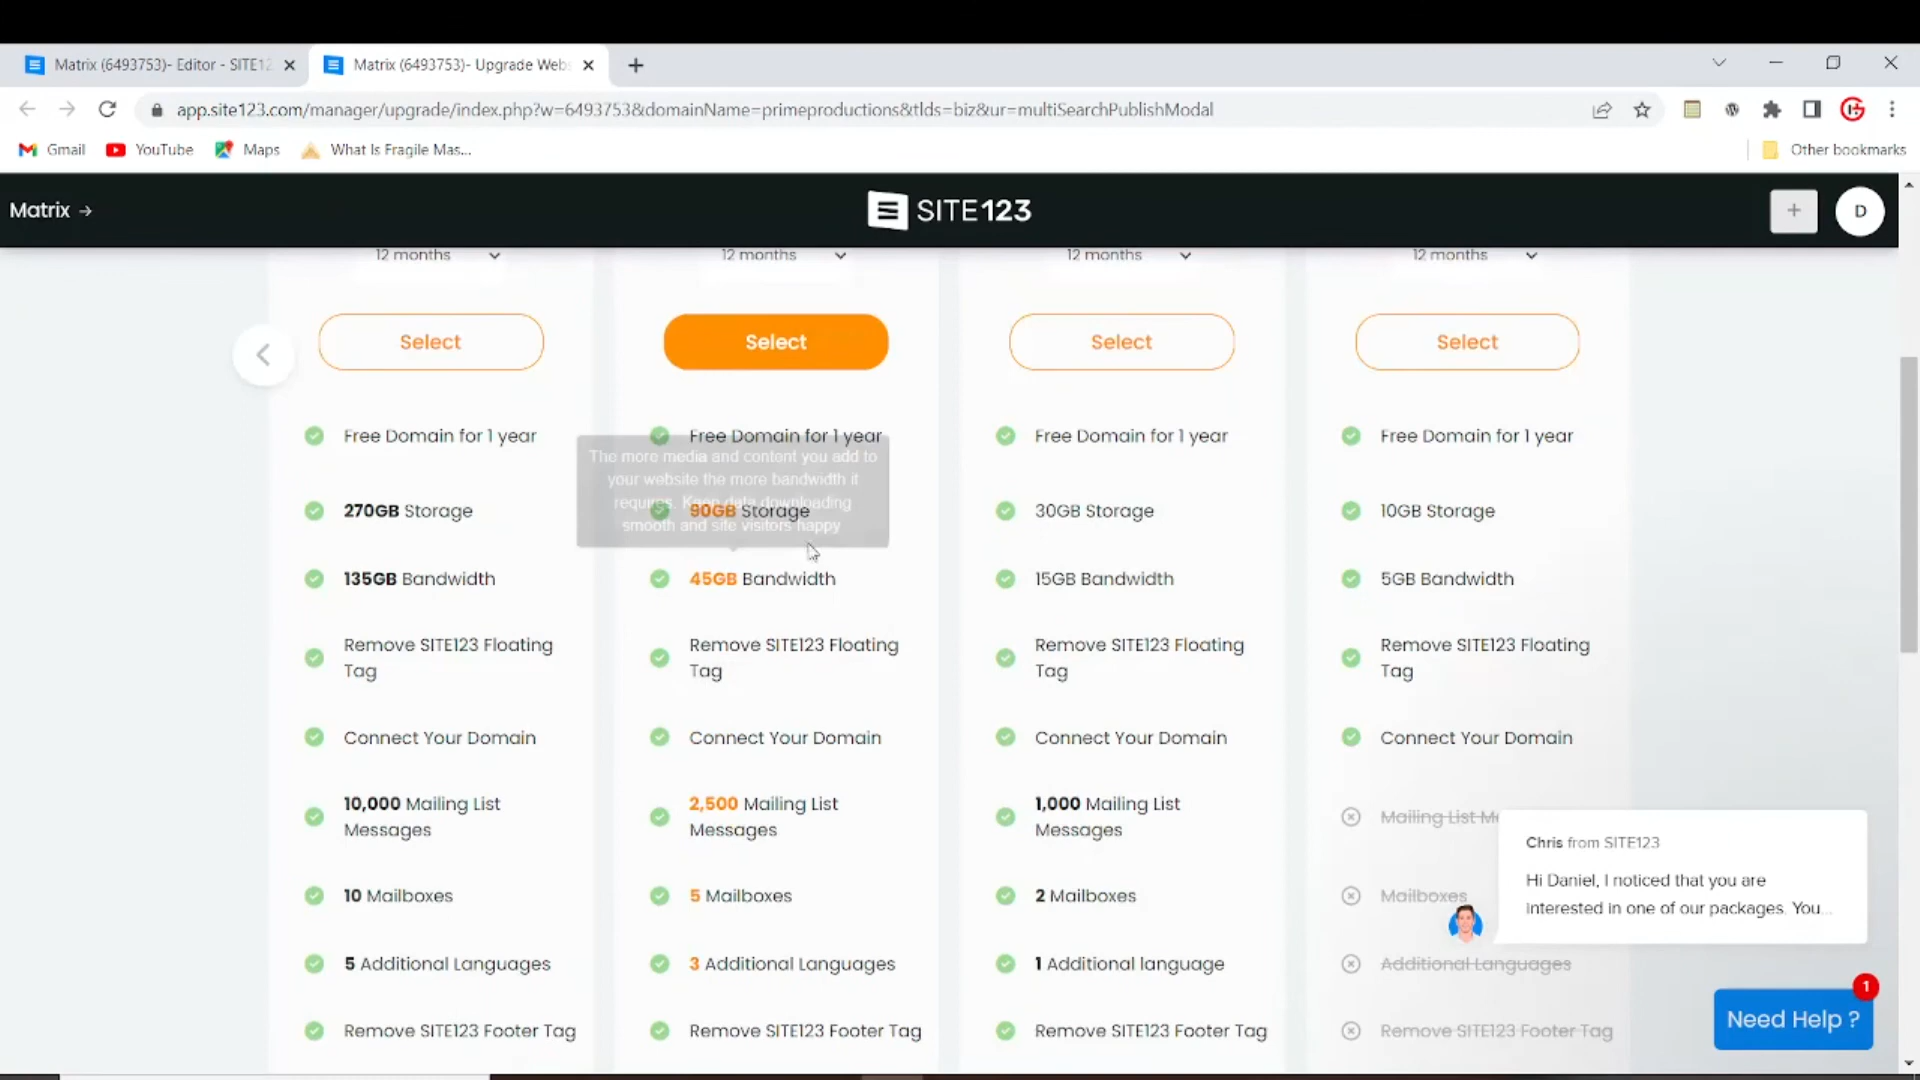 Matrix (6493753)- Editor - SITE12
Matrix (6493753)- Upgrade Webs
app.site123.com/manager/upgrade/index.php?w=6493753&domainName=primeproductions&tlds=biz&ur=multiSearchPublishModal
Gmail
YouTube
Maps
What Is Fragile Mas...
Other bookmarks
Matrix →
SITE123
+
D
12 months
12 months
12 months
12 months
Select
Select
Select
Select
Free Domain for 1 year
270GB Storage
135GB Bandwidth
Remove SITE123 Floating
Tag
Connect Your Domain
10,000 Mailing List
Messages
10 Mailboxes
5 Additional Languages
Remove SITE123 Footer Tag
Free Domain for 1 year
The more media and content you add to
your website the more bandwidth it
requires. Keep data downloading
smooth and site visitors happy
90GB Storage
45GB Bandwidth
Remove SITE123 Floating
Tag
Connect Your Domain
2,500 Mailing List
Messages
5 Mailboxes
3 Additional Languages
Remove SITE123 Footer Tag
Free Domain for 1 year
30GB Storage
15GB Bandwidth
Remove SITE123 Floating
Tag
Connect Your Domain
1,000 Mailing List
Messages
2 Mailboxes
1 Additional language
Remove SITE123 Footer Tag
Free Domain for 1 year
10GB Storage
5GB Bandwidth
Remove SITE123 Floating
Tag
Connect Your Domain
Mailing List Me
Mailboxes
Additional Languages
Remove SITE123 Footer Tag
Chris from SITE123
Hi Daniel, I noticed that you are
interested in one of our packages. You...
1
Need Help ?